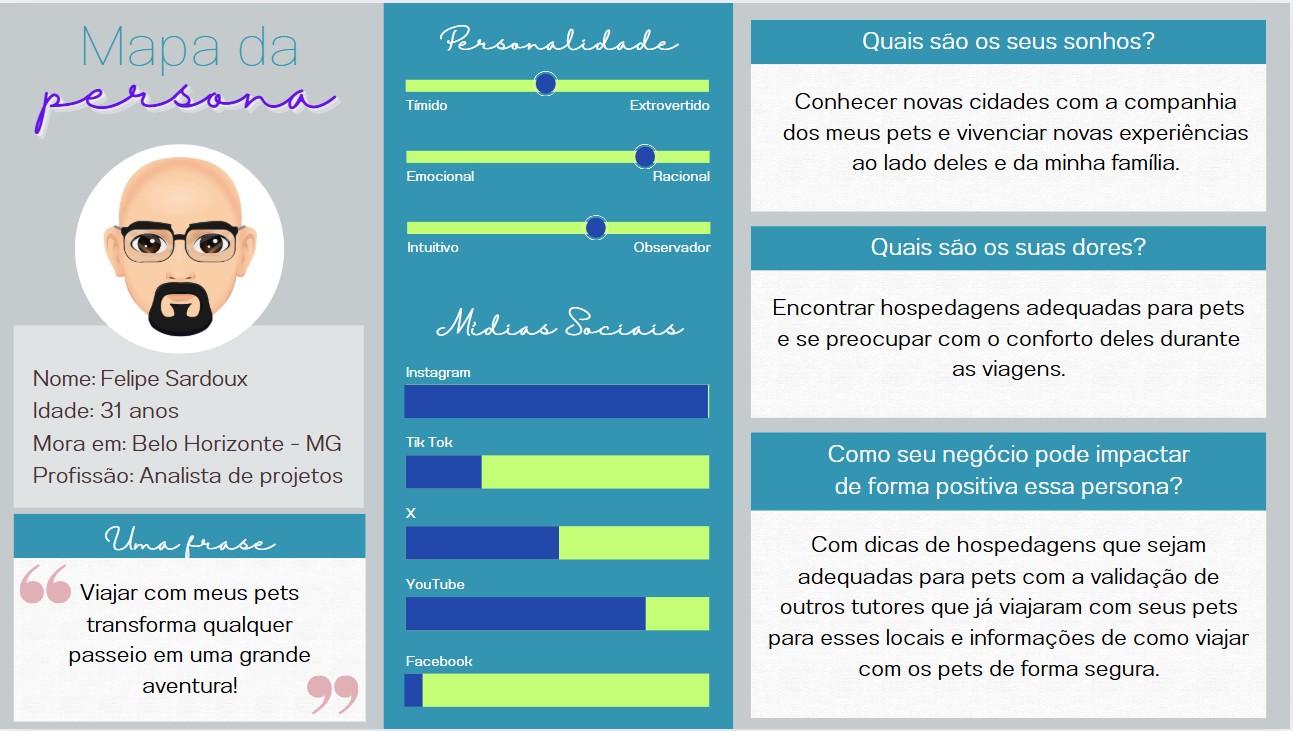 Mapa da
persona
Nome: Felipe Sardoux
Idade: 31 anos
Mora em: Belo Horizonte - MG
Profissão: Analista de projetos
Uma frase
“
Viajar com meus pets
transforma qualquer
passeio em uma grande
aventura!
”
Personalidade
Tímido Extrovertido
Emocional Racional
Intuitivo Observador
Mídias Sociais
Instagram
Tik Tok
X
YouTube
Facebook
Quais são os seus sonhos?
Conhecer novas cidades com a companhia
dos meus pets e vivenciar novas experiências
ao lado deles e da minha família.
Quais são os suas dores?
Encontrar hospedagens adequadas para pets
e se preocupar com o conforto deles durante
as viagens.
Como seu negócio pode impactar
de forma positiva essa persona?
Com dicas de hospedagens que sejam
adequadas para pets com a validação de
outros tutores que já viajaram com seus pets
para esses locais e informações de como viajar
com os pets de forma segura.